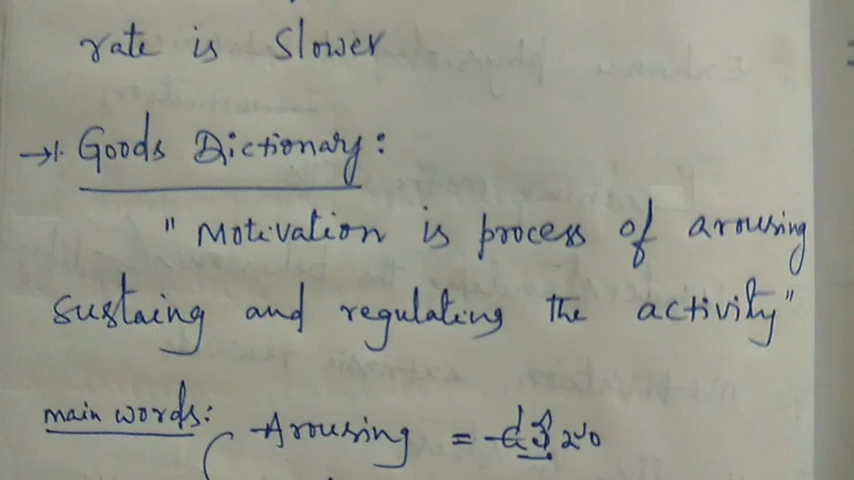 rate is slower
→1. Goods Dictionary:
"Motivation is process of arousing
sustaing and regulating the activity"
main words: Arousing =